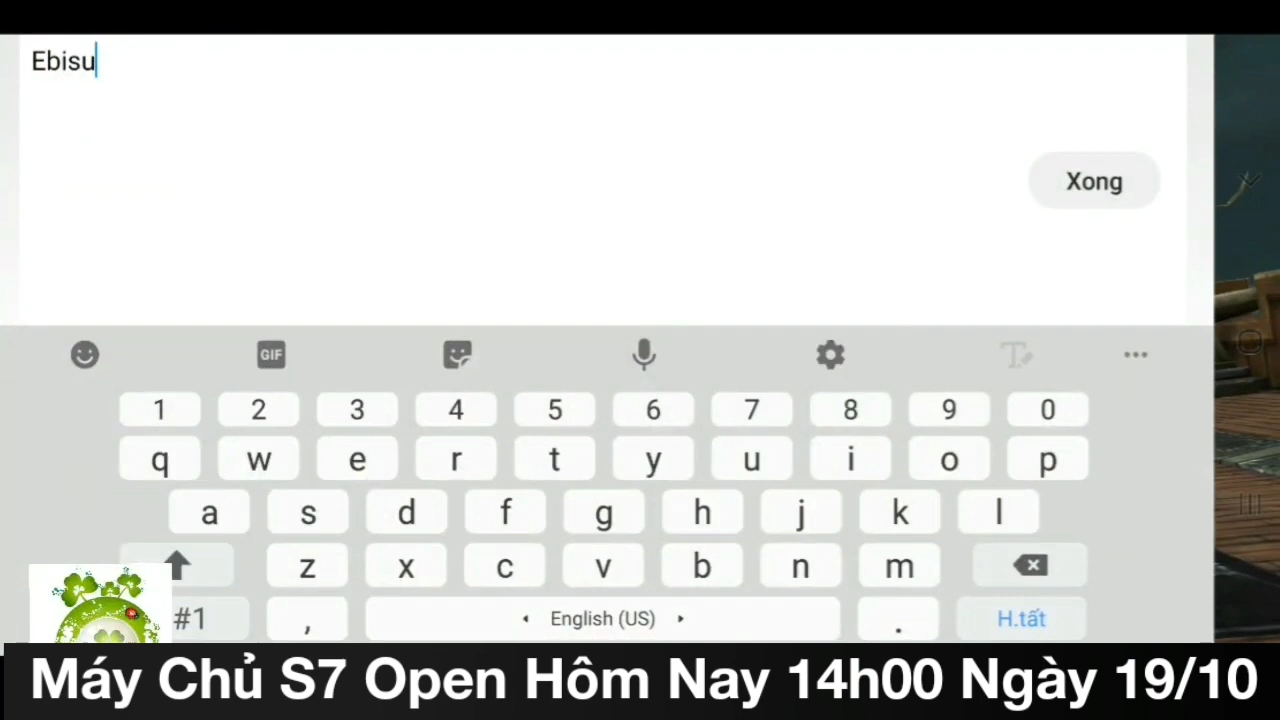 Ebisu
Xong
GIF
1 2 3 4 5 6 7 8 9 0
q w e r t y u i o p
a s d f g h j k l
z x c v b n m
#1 , English (US) . H.tất
Máy Chủ S7 Open Hôm Nay 14h00 Ngày 19/10